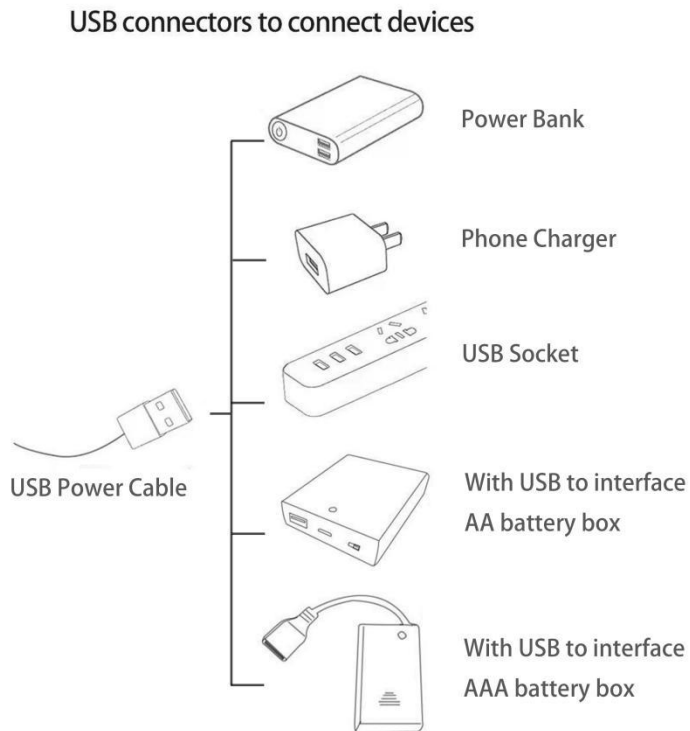 USB connectors to connect devices
Power Bank
Phone Charger
USB Socket
USB Power Cable
With USB to interface
AA battery box
With USB to interface
AAA battery box